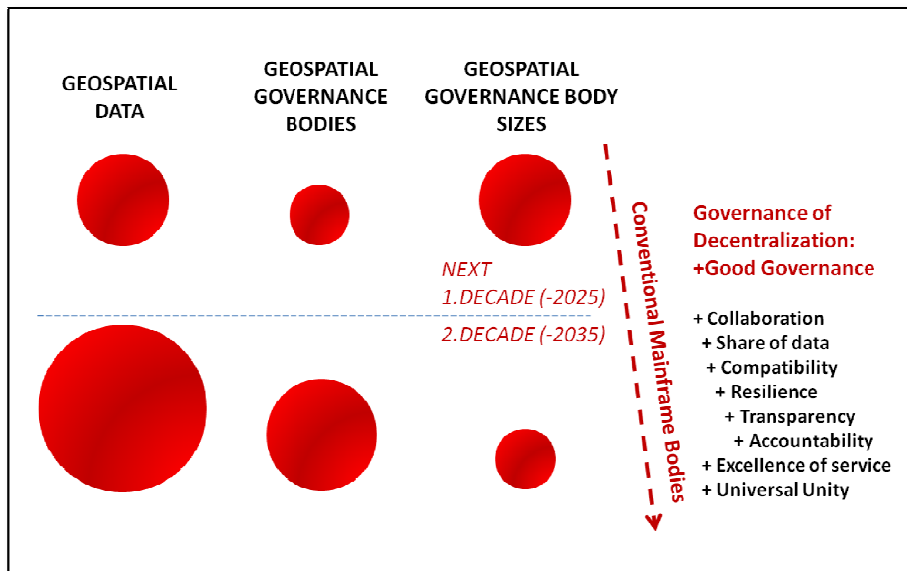 GEOSPATIAL
DATA
GEOSPATIAL
GOVERNANCE
BODIES
GEOSPATIAL
GOVERNANCE BODY
SIZES
NEXT
1.DECADE (-2025)
2.DECADE (-2035)
Conventional Mainframe Bodies
Governance of
Decentralization:
+Good Governance
+ Collaboration
+ Share of data
+ Compatibility
+ Resilience
+ Transparency
+ Accountability
+ Excellence of service
+ Universal Unity